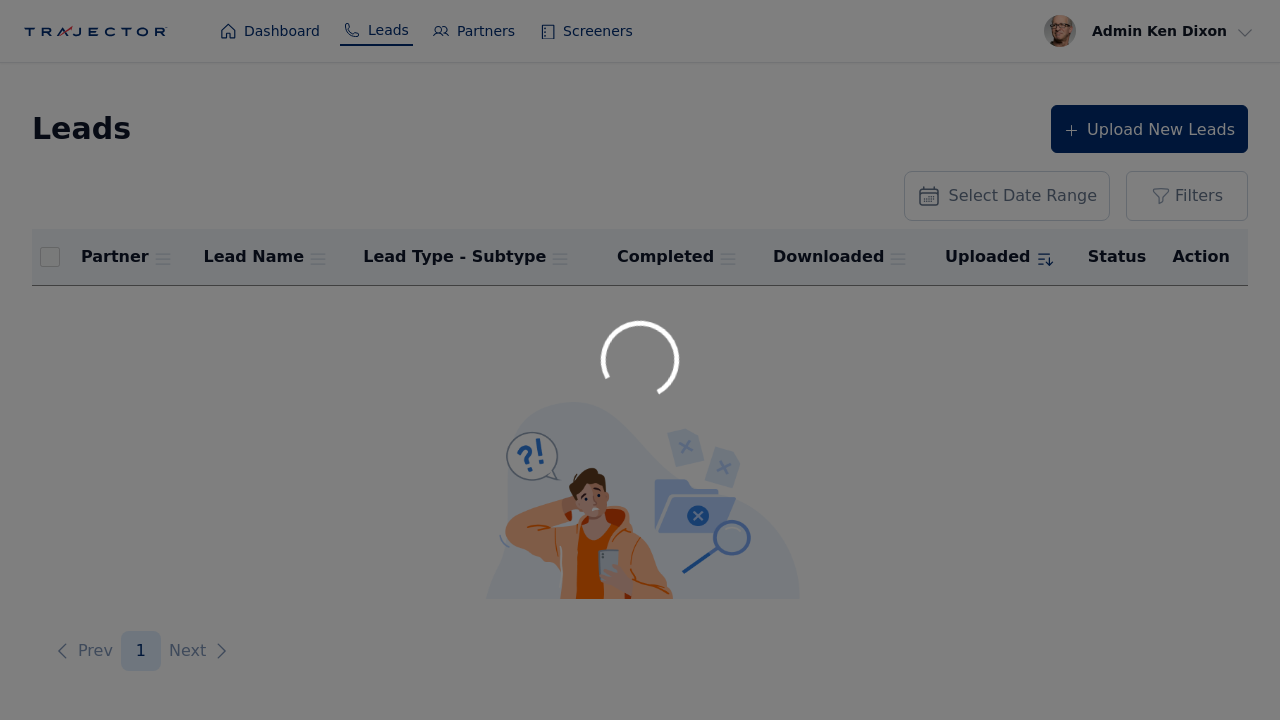 TRAJECTOR
Dashboard
Leads
Partners
Screeners
Admin Ken Dixon
Leads
+ Upload New Leads
Select Date Range
Filters
Partner
Lead Name
Lead Type - Subtype
Completed
Downloaded
Uploaded
Status
Action
?!
Prev
1
Next